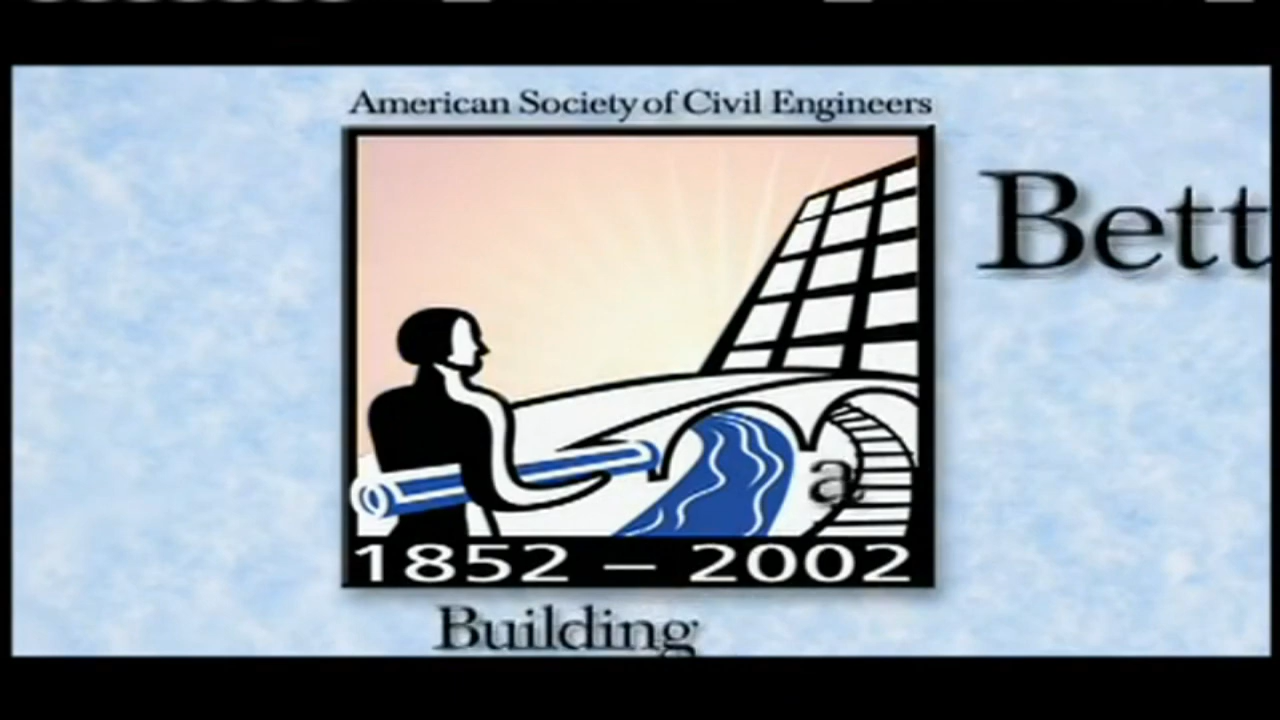 American Society of Civil Engineers
Bett
a
1852 – 2002
Building